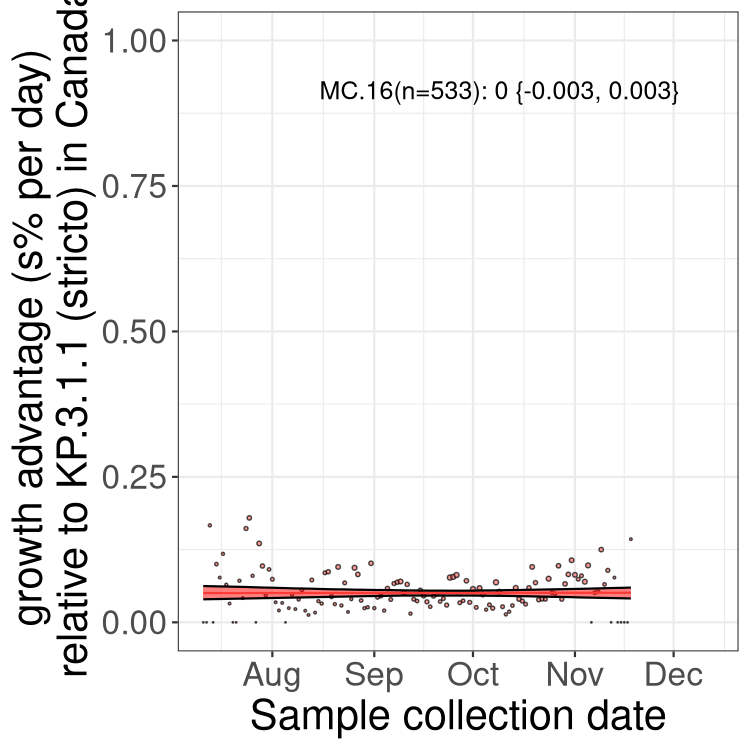 growth advantage (s% per day)
relative to KP.3.1.1 (stricto) in Canada
1.00
0.75
0.50
0.25
0.00
MC.16(n=533): 0 {-0.003, 0.003}
Aug Sep Oct Nov Dec
Sample collection date